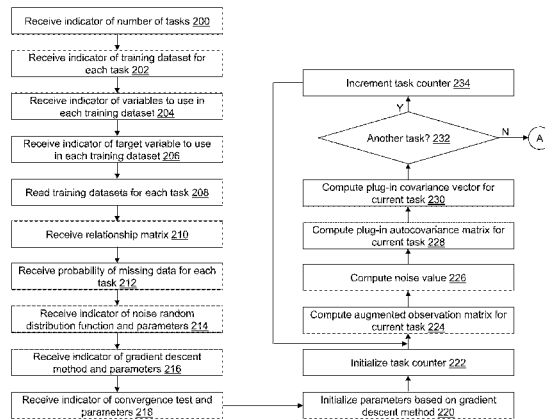 Receive indicator of number of tasks 200
Receive indicator of training dataset for
each task 202
Receive indicator of variables to use in
each training dataset 204
Receive indicator of target variable to use
in each training dataset 206
Read training datasets for each task 208
Receive relationship matrix 210
Receive probability of missing data for each
task 212
Receive indicator of noise random
distribution function and parameters 214
Receive indicator of gradient descent
method and parameters 216
Receive indicator of convergence test and
parameters 218
Increment task counter 234
Y
Another task? 232
N
A
Compute plug-in covariance vector for
current task 230
Compute plug-in autocovariance matrix for
current task 228
Compute noise value 226
Compute augmented observation matrix for
current task 224
Initialize task counter 222
Initialize parameters based on gradient
descent method 220